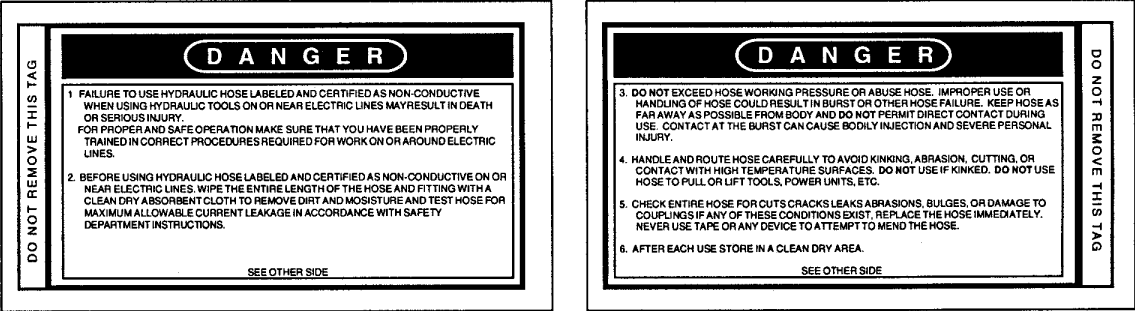 DO NOT REMOVE THIS TAG
DANGER
1 FAILURE TO USE HYDRAULIC HOSE LABELED AND CERTIFIED AS NON-CONDUCTIVE
WHEN USING HYDRAULIC TOOLS ON OR NEAR ELECTRIC LINES MAY RESULT IN DEATH
OR SERIOUS INJURY.
FOR PROPER AND SAFE OPERATION MAKE SURE THAT YOU HAVE BEEN PROPERLY
TRAINED IN CORRECT PROCEDURES REQUIRED FOR WORK ON OR AROUND ELECTRIC
LINES.
2. BEFORE USING HYDRAULIC HOSE LABELED AND CERTIFIED AS NON-CONDUCTIVE ON OR
NEAR ELECTRIC LINES. WIPE THE ENTIRE LENGTH OF THE HOSE AND FITTING WITH A
CLEAN DRY ABSORBENT CLOTH TO REMOVE DIRT AND MOSISTURE AND TEST HOSE FOR
MAXIMUM ALLOWABLE CURRENT LEAKAGE IN ACCORDANCE WITH SAFETY
DEPARTMENT INSTRUCTIONS.
SEE OTHER SIDE
DANGER
3. DO NOT EXCEED HOSE WORKING PRESSURE OR ABUSE HOSE. IMPROPER USE OR
HANDLING OF HOSE COULD RESULT IN BURST OR OTHER HOSE FAILURE. KEEP HOSE AS
FAR AWAY AS POSSIBLE FROM BODY AND DO NOT PERMIT DIRECT CONTACT DURING
USE. CONTACT AT THE BURST CAN CAUSE BODILY INJECTION AND SEVERE PERSONAL
INJURY.
4. HANDLE AND ROUTE HOSE CAREFULLY TO AVOID KINKING, ABRASION, CUTTING, OR
CONTACT WITH HIGH TEMPERATURE SURFACES. DO NOT USE IF KINKED. DO NOT USE
HOSE TO PULL OR LIFT TOOLS, POWER UNITS, ETC.
5. CHECK ENTIRE HOSE FOR CUTS CRACKS LEAKS ABRASIONS, BULGES, OR DAMAGE TO
COUPLINGS IF ANY OF THESE CONDITIONS EXIST, REPLACE THE HOSE IMMEDIATELY.
NEVER USE TAPE OR ANY DEVICE TO ATTEMPT TO MEND THE HOSE.
6. AFTER EACH USE STORE IN A CLEAN DRY AREA.
SEE OTHER SIDE
DO NOT REMOVE THIS TAG